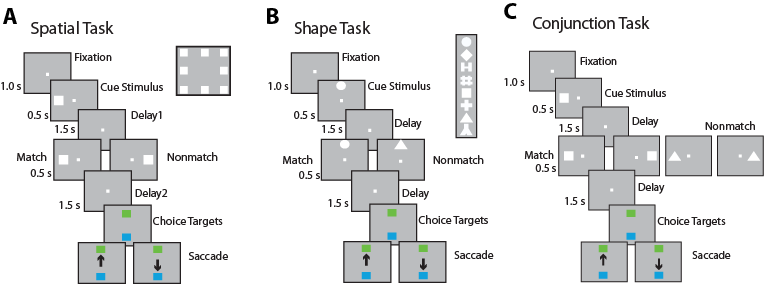 A Spatial Task
Fixation
1.0 s
Cue Stimulus
0.5 s
Delay1
1.5 s
Match
Nonmatch
0.5 s
Delay2
1.5 s
Choice Targets
Saccade
B Shape Task
Fixation
1.0 s
Cue Stimulus
0.5 s
Delay
1.5 s
Match
Nonmatch
0.5 s
Delay
1.5 s
Choice Targets
Saccade
C Conjunction Task
Fixation
1.0 s
Cue Stimulus
0.5 s
Delay
1.5 s
Nonmatch
Match
0.5 s
Delay
1.5 s
Choice Targets
Saccade